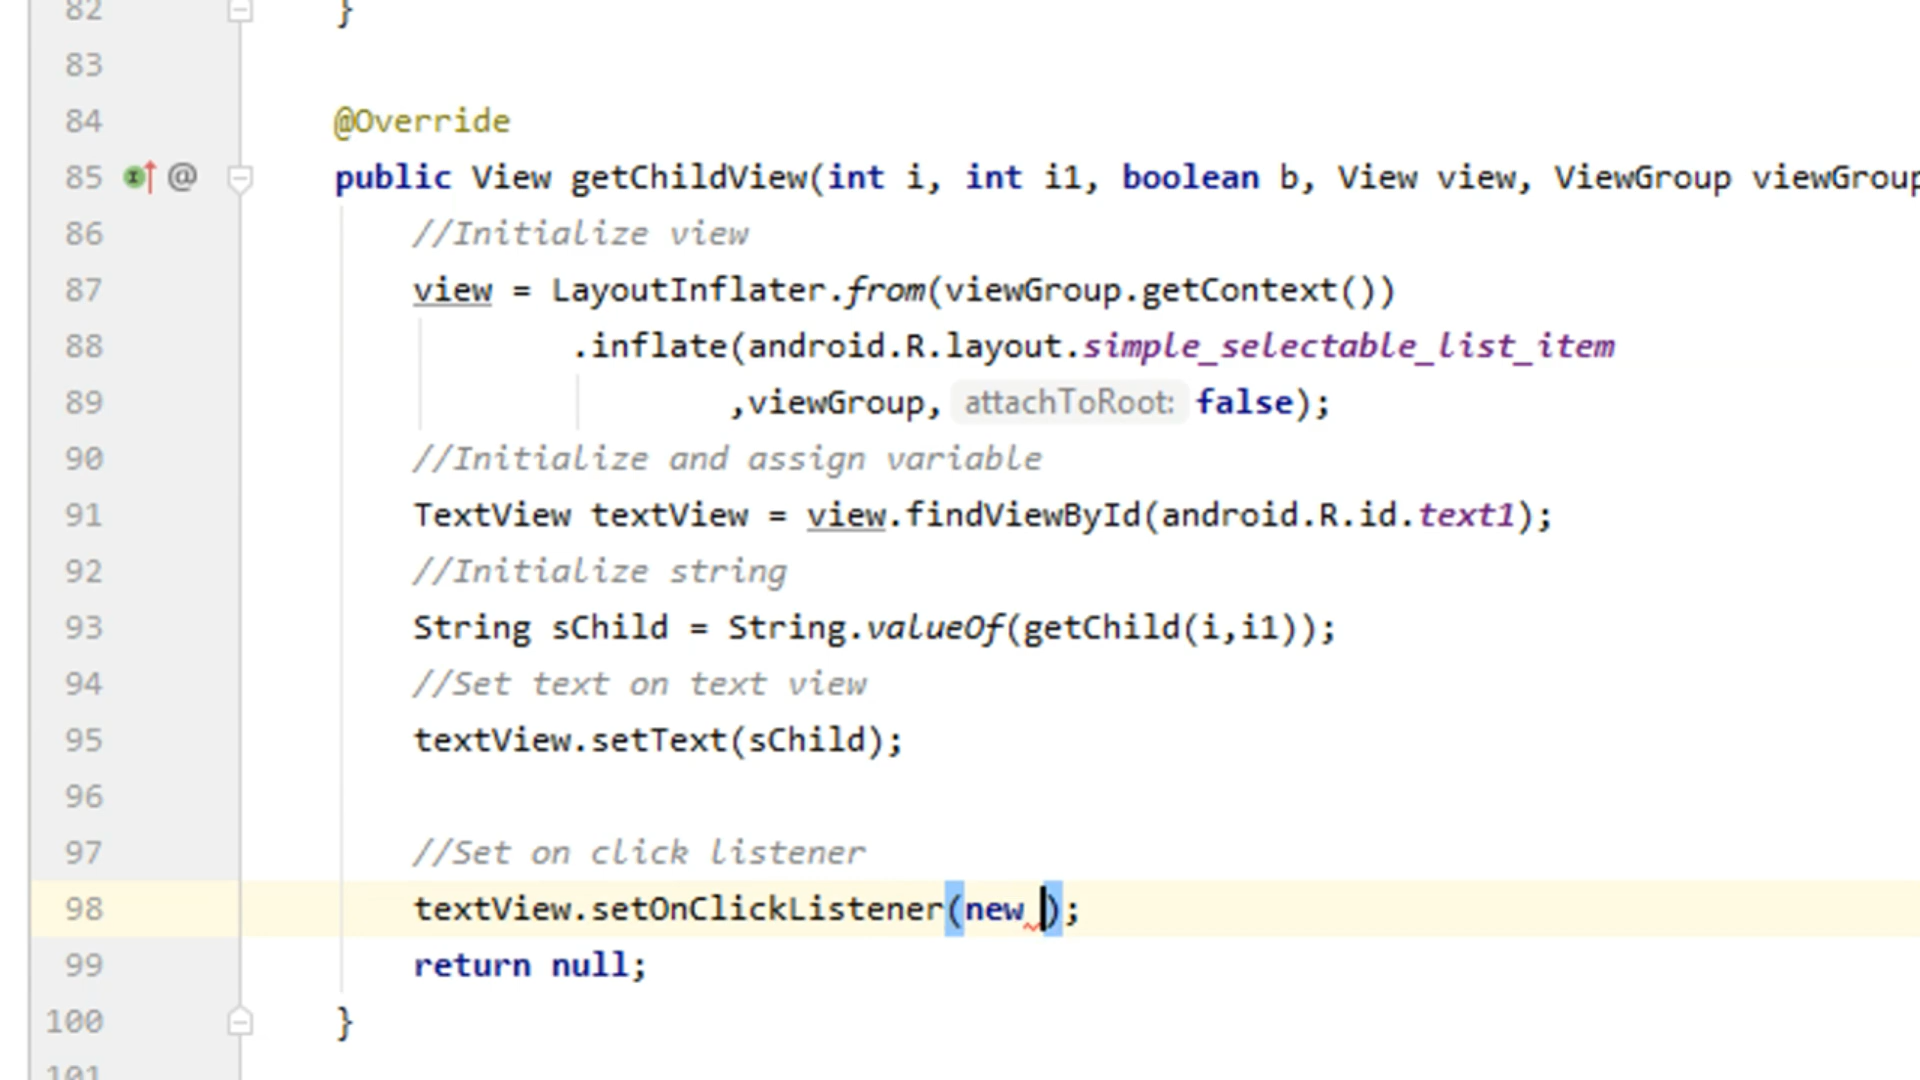 82 }
83
84 @Override
85 @ public View getChildView(int i, int i1, boolean b, View view, ViewGroup viewGroup
86 //Initialize view
87 view = LayoutInflater.from(viewGroup.getContext())
88 .inflate(android.R.layout.simple_selectable_list_item
89 ,viewGroup, attachToRoot: false);
90 //Initialize and assign variable
91 TextView textView = view.findViewById(android.R.id.text1);
92 //Initialize string
93 String sChild = String.valueOf(getChild(i,i1));
94 //Set text on text view
95 textView.setText(sChild);
96
97 //Set on click listener
98 textView.setOnClickListener(new );
99 return null;
100 }
101